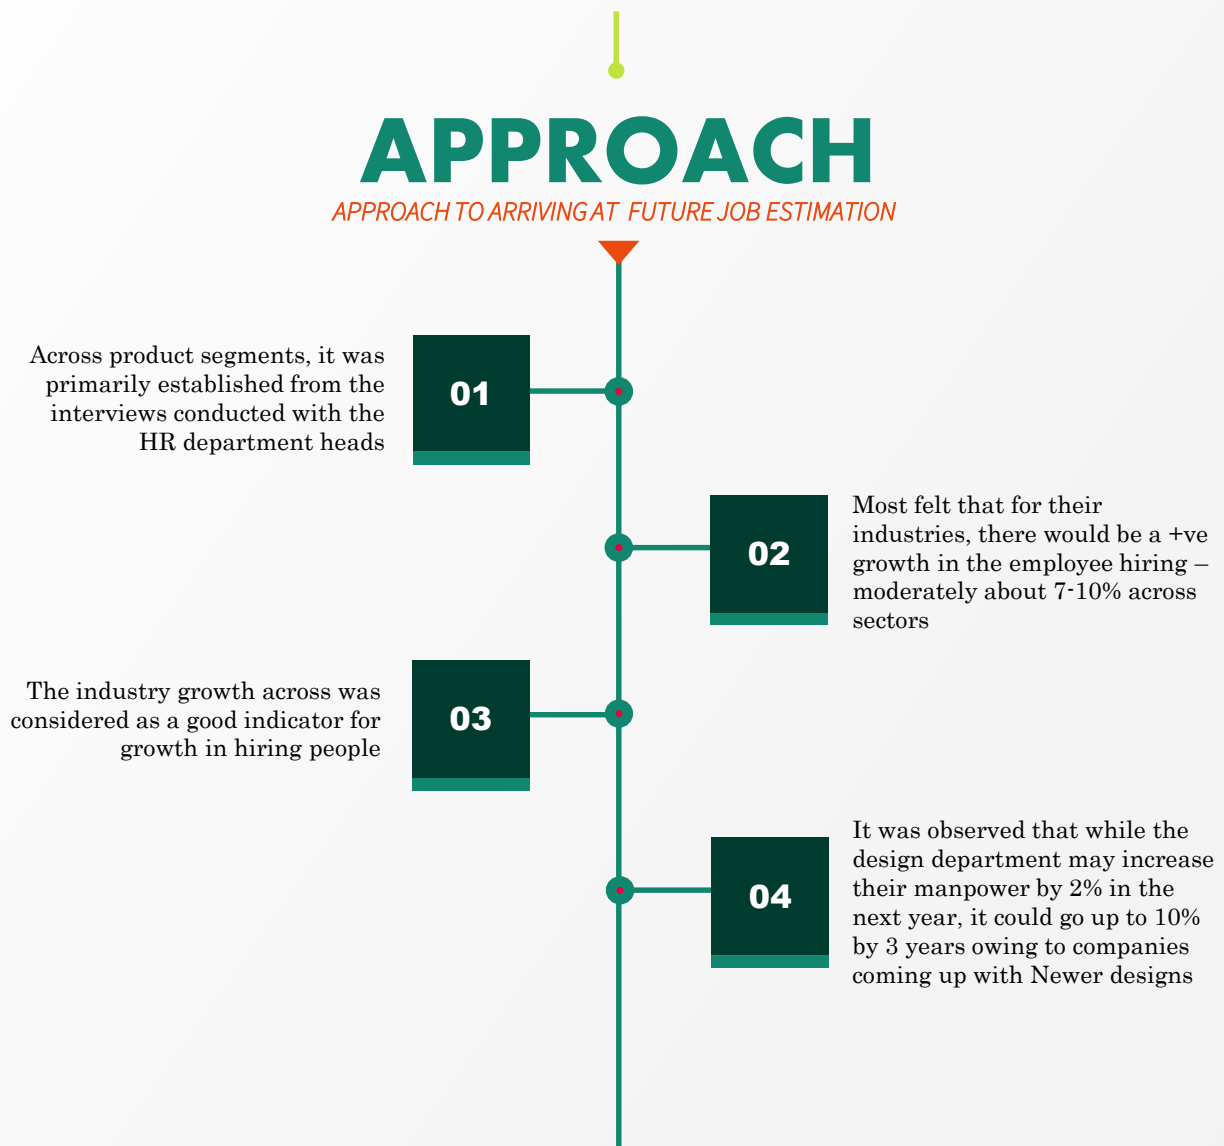 APPROACH
APPROACH TO ARRIVING AT FUTURE JOB ESTIMATION
Across product segments, it was
primarily established from the
interviews conducted with the
HR department heads
01
02
Most felt that for their
industries, there would be a +ve
growth in the employee hiring –
moderately about 7-10% across
sectors
The industry growth across was
considered as a good indicator for
growth in hiring people
03
04
It was observed that while the
design department may increase
their manpower by 2% in the
next year, it could go up to 10%
by 3 years owing to companies
coming up with Newer designs